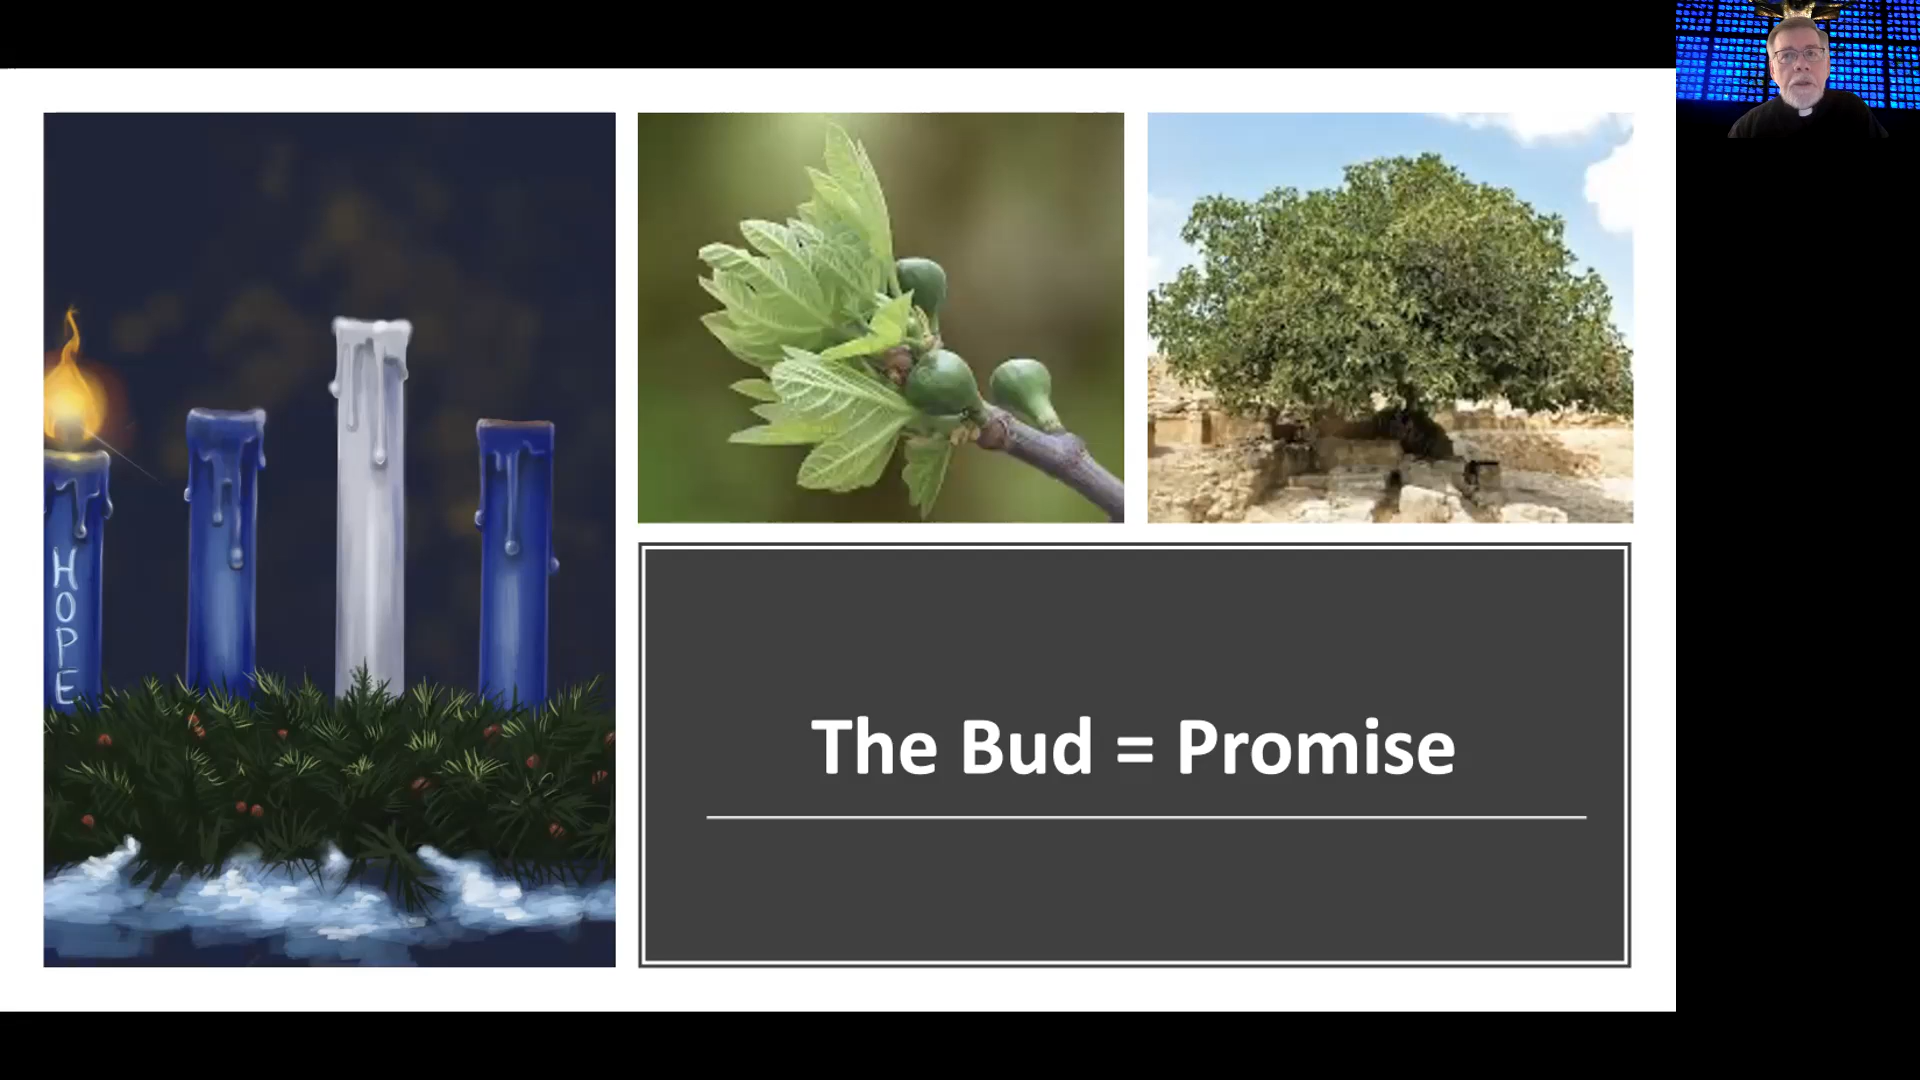 HOPE
The Bud = Promise